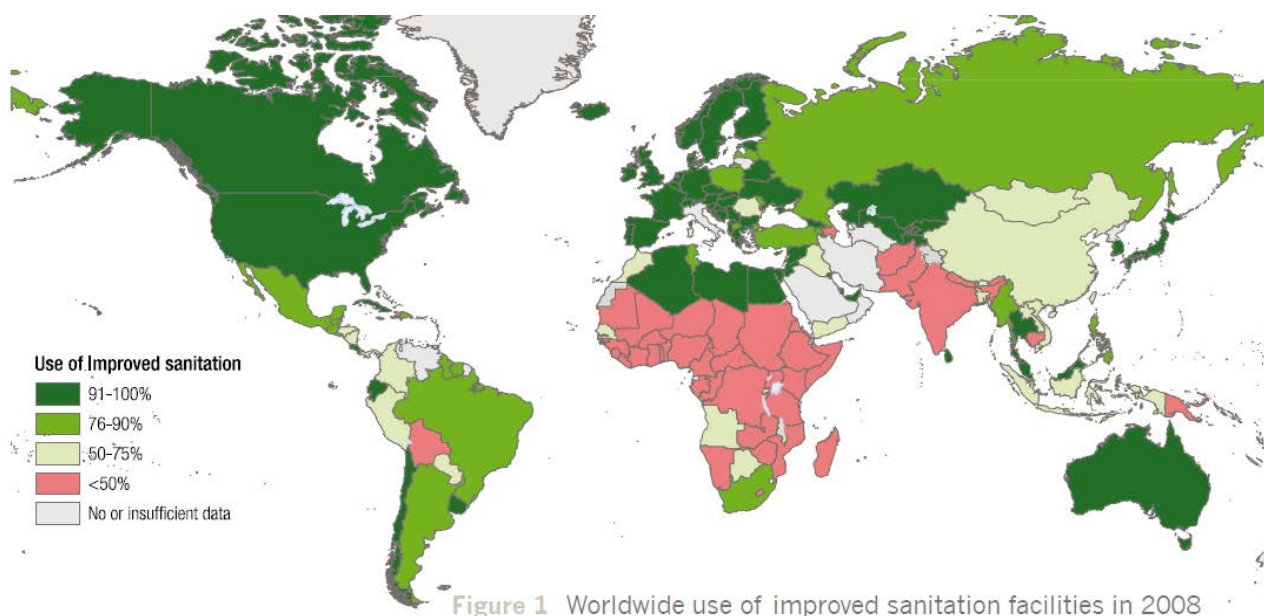 Use of Improved sanitation
91-100%
76-90%
50-75%
<50%
No or insufficient data
Figure 1 Worldwide use of improved sanitation facilities in 2008